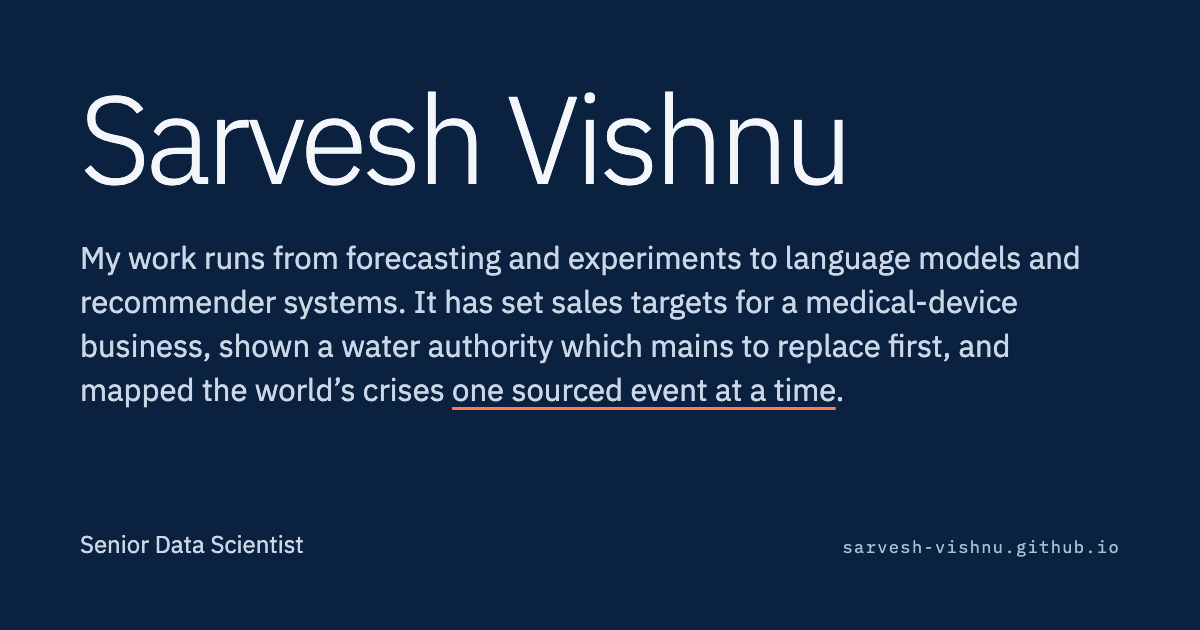 Sarvesh Vishnu
My work runs from forecasting and experiments to language models and
recommender systems. It has set sales targets for a medical-device
business, shown a water authority which mains to replace first, and
mapped the world’s crises one sourced event at a time.
Senior Data Scientist
sarvesh-vishnu.github.io